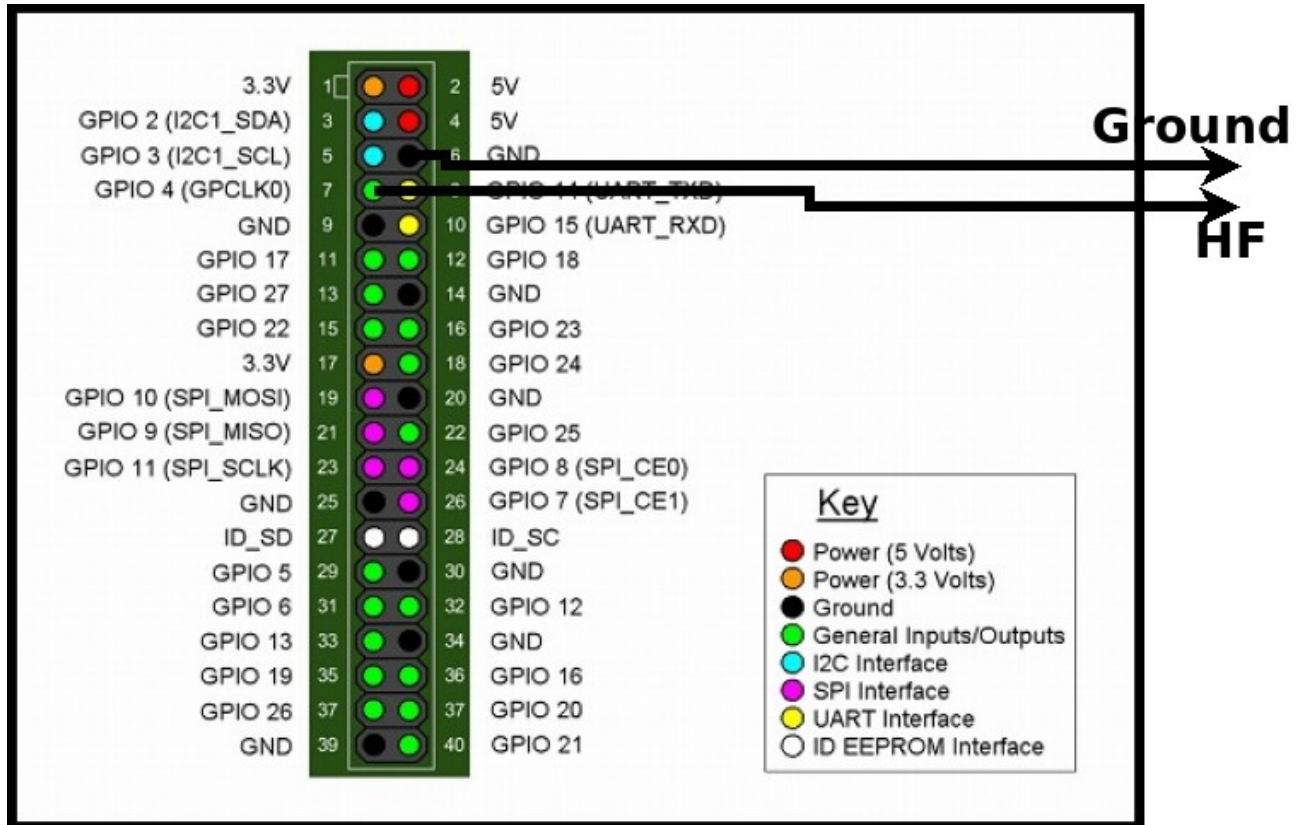 3.3V 1 2 5V
GPIO 2 (I2C1_SDA) 3 4 5V
Ground
GPIO 3 (I2C1_SCL) 5 6 GND
GPIO 4 (GPCLK0) 7 8 GPIO 14 (UART_TXD)
HF
GND 9 10 GPIO 15 (UART_RXD)
GPIO 17 11 12 GPIO 18
GPIO 27 13 14 GND
GPIO 22 15 16 GPIO 23
3.3V 17 18 GPIO 24
GPIO 10 (SPI_MOSI) 19 20 GND
GPIO 9 (SPI_MISO) 21 22 GPIO 25
GPIO 11 (SPI_SCLK) 23 24 GPIO 8 (SPI_CE0)
GND 25 26 GPIO 7 (SPI_CE1)
ID_SD 27 28 ID_SC
GPIO 5 29 30 GND
GPIO 6 31 32 GPIO 12
GPIO 13 33 34 GND
GPIO 19 35 36 GPIO 16
GPIO 26 37 37 GPIO 20
GND 39 40 GPIO 21
Key
Power (5 Volts)
Power (3.3 Volts)
Ground
General Inputs/Outputs
I2C Interface
SPI Interface
UART Interface
ID EEPROM Interface